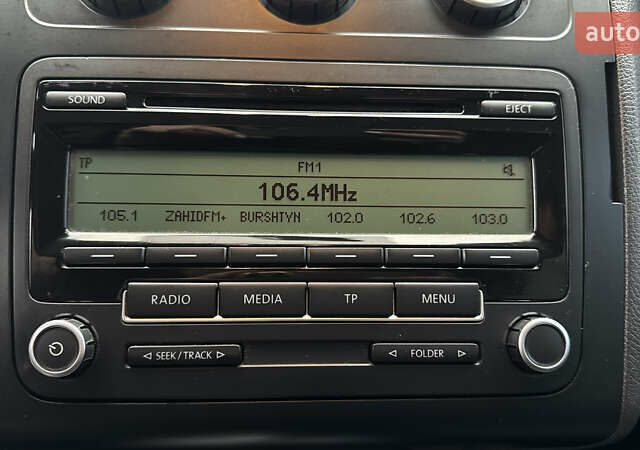 auto
SOUND
EJECT
TP FM1
106.4MHz
105.1 ZAHIDFM+ BURSHTYN 102.0 102.6 103.0
RADIO MEDIA TP MENU
SEEK/TRACK FOLDER